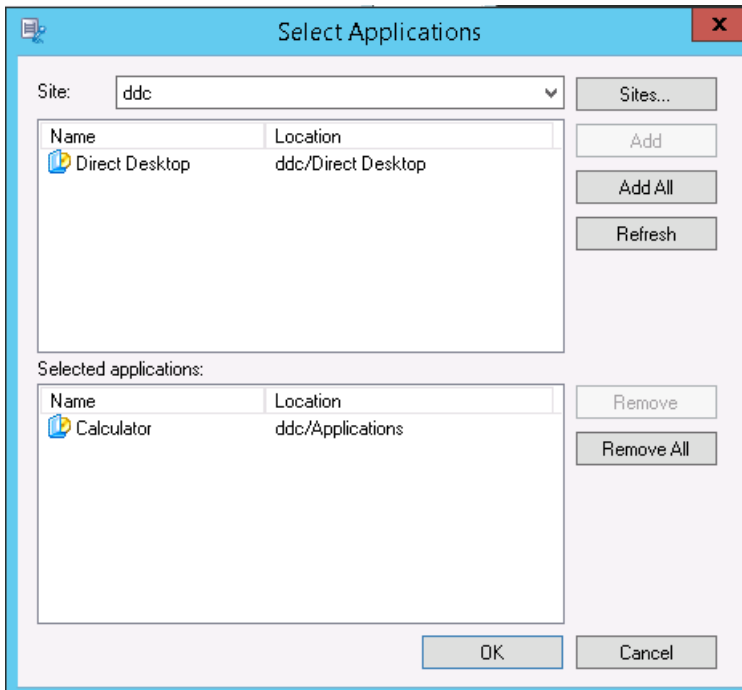 Select Applications
x
Site: ddc Sites...
Name Location Add
Direct Desktop ddc/Direct Desktop
Add All
Refresh
Selected applications:
Name Location Remove
Calculator ddc/Applications
Remove All
OK Cancel